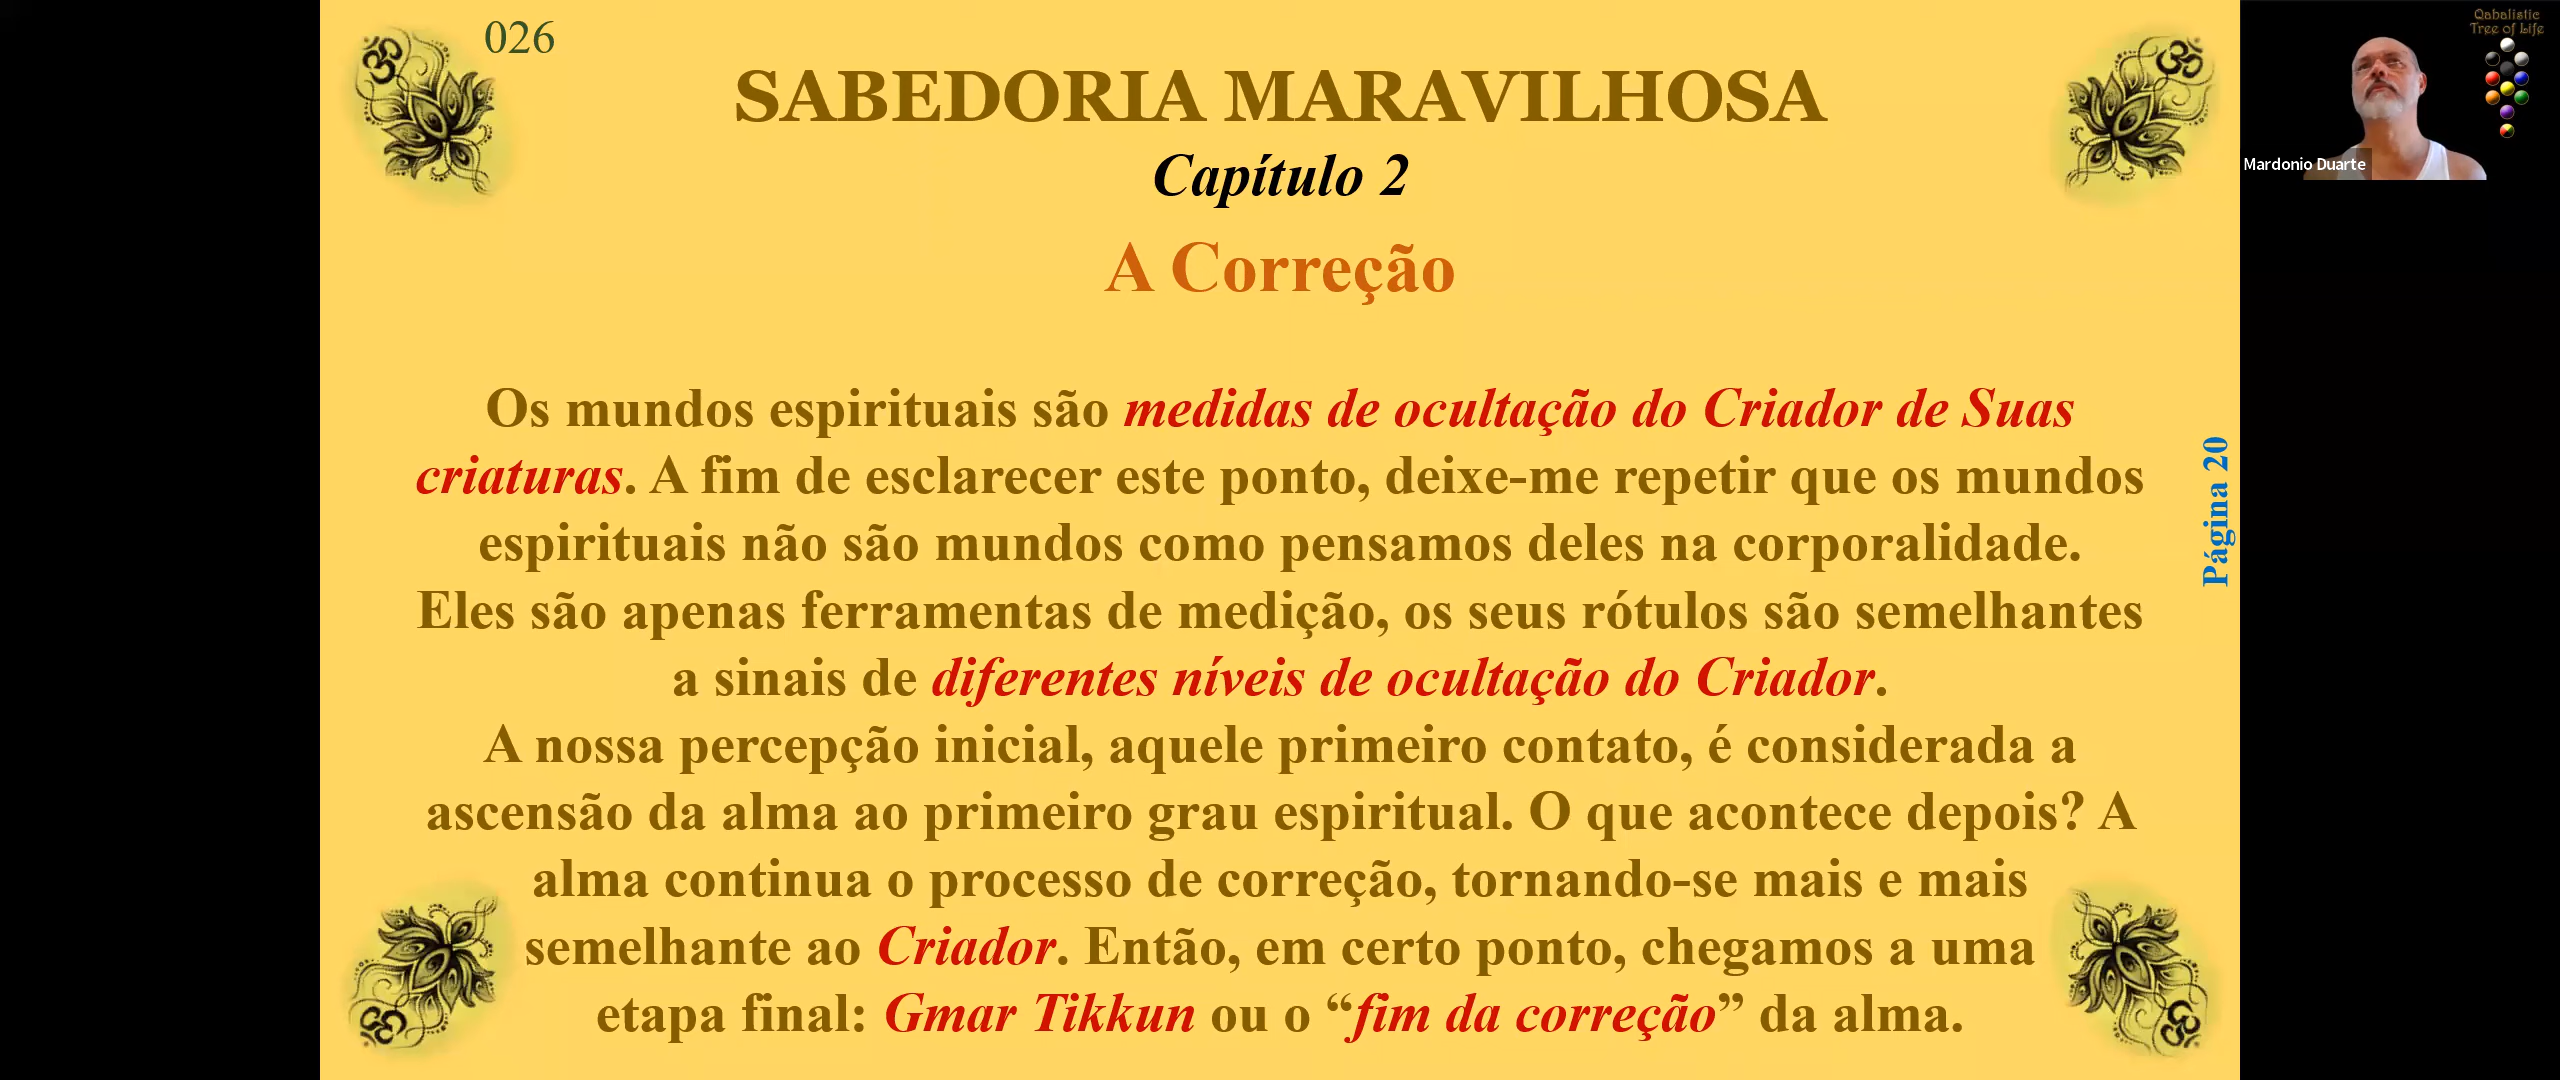 026
SABEDORIA MARAVILHOSA
Capítulo 2
A Correção
Os mundos espirituais são medidas de ocultação do Criador de Suas
criaturas. A fim de esclarecer este ponto, deixe-me repetir que os mundos
espirituais não são mundos como pensamos deles na corporalidade.
Eles são apenas ferramentas de medição, os seus rótulos são semelhantes
a sinais de diferentes níveis de ocultação do Criador.
A nossa percepção inicial, aquele primeiro contato, é considerada a
ascensão da alma ao primeiro grau espiritual. O que acontece depois? A
alma continua o processo de correção, tornando-se mais e mais
semelhante ao Criador. Então, em certo ponto, chegamos a uma
etapa final: Gmar Tikkun ou o “fim da correção” da alma.
Página 20
Qabalistic
Tree of Life
Mardonio Duarte
ॐ
ॐ
ॐ
ॐ